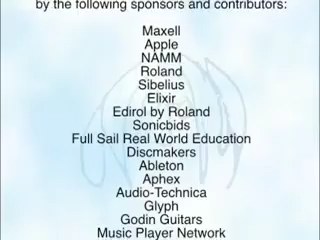 by the following sponsors and contributors:
Maxell
Apple
NAMM
Roland
Sibelius
Elixir
Edirol by Roland
Sonicbids
Full Sail Real World Education
Discmakers
Ableton
Aphex
Audio-Technica
Glyph
Godin Guitars
Music Player Network